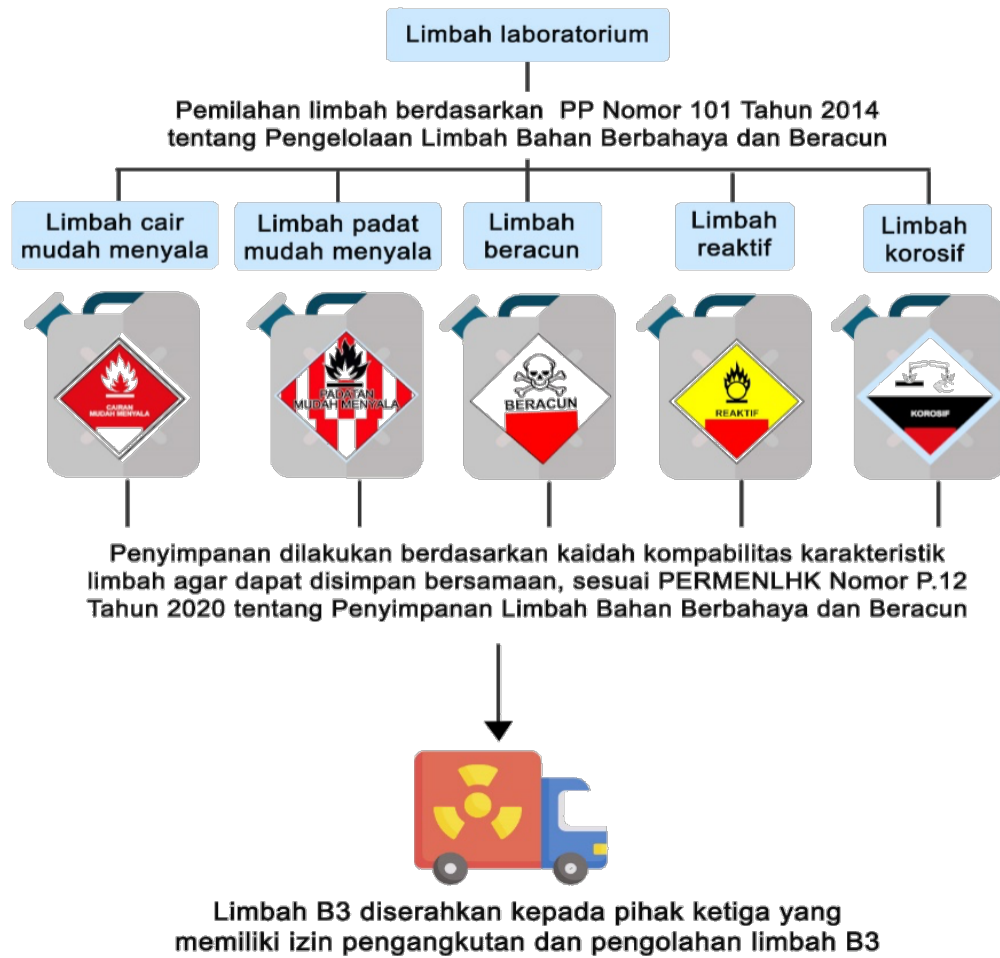 Limbah laboratorium
Pemilahan limbah berdasarkan PP Nomor 101 Tahun 2014
tentang Pengelolaan Limbah Bahan Berbahaya dan Beracun
Limbah cair
mudah menyala
Limbah padat
mudah menyala
Limbah
beracun
Limbah
reaktif
Limbah
korosif
CAIRAN
MUDAH MENYALA
PADATAN
MUDAH MENYALA
BERACUN
REAKTIF
KOROSIF
Penyimpanan dilakukan berdasarkan kaidah kompabilitas karakteristik
limbah agar dapat disimpan bersamaan, sesuai PERMENLHK Nomor P.12
Tahun 2020 tentang Penyimpanan Limbah Bahan Berbahaya dan Beracun
Limbah B3 diserahkan kepada pihak ketiga yang
memiliki izin pengangkutan dan pengolahan limbah B3